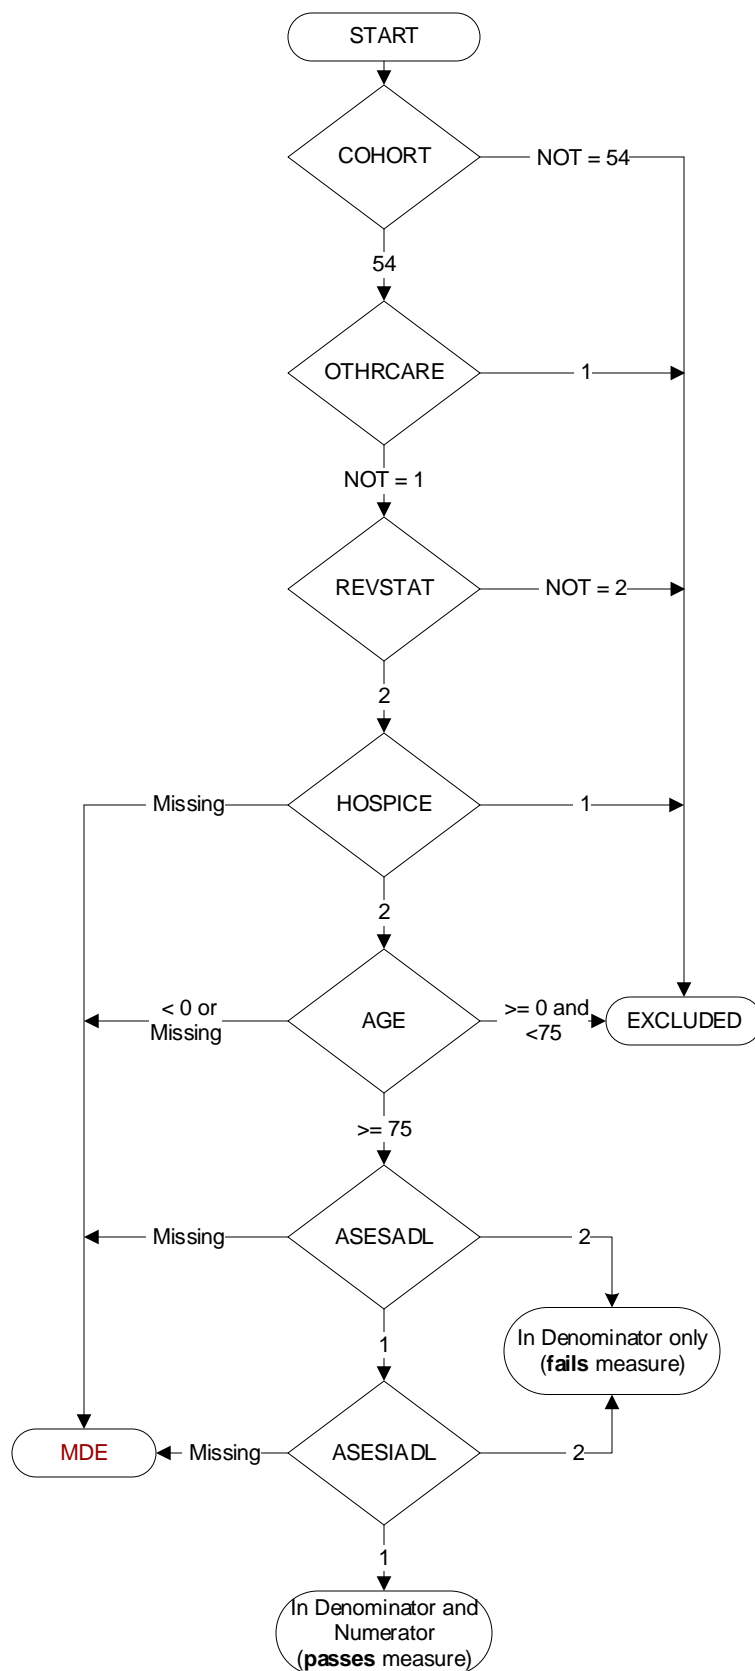 START
COHORT
NOT = 54
54
OTHRCARE
1
NOT = 1
REVSTAT
NOT = 2
2
Missing
HOSPICE
1
2
< 0 or
Missing
AGE
>= 0 and
<75
EXCLUDED
>= 75
Missing
ASESADL
2
In Denominator only
(fails measure)
1
MDE
Missing
ASESIADL
2
1
In Denominator and
Numerator
(passes measure)